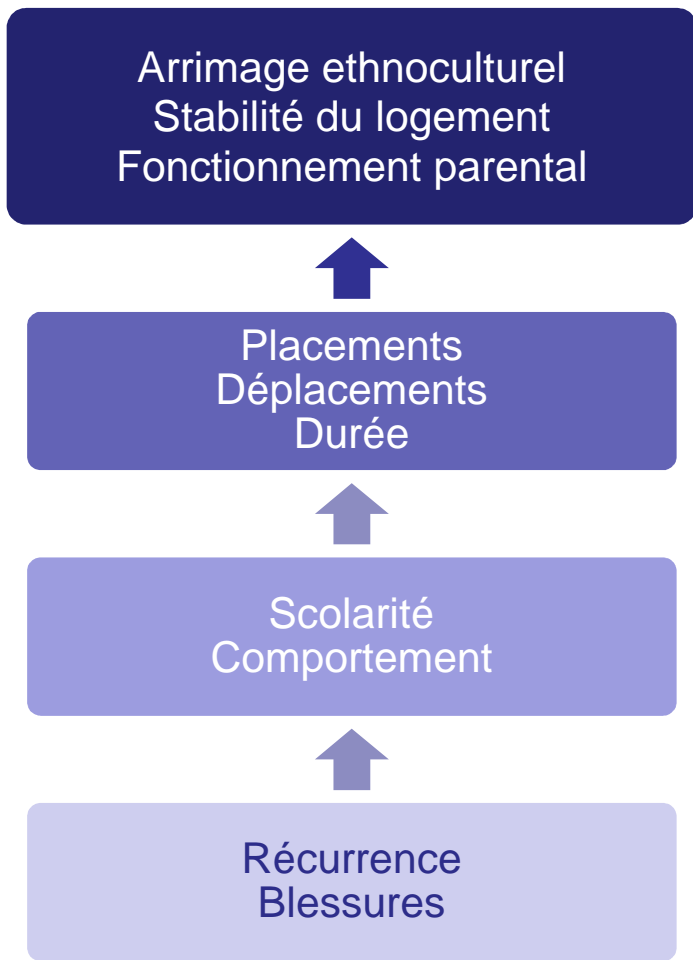 Arrimage ethnoculturel
Stabilité du logement
Fonctionnement parental
Placements
Déplacements
Durée
Scolarité
Comportement
Récurrence
Blessures